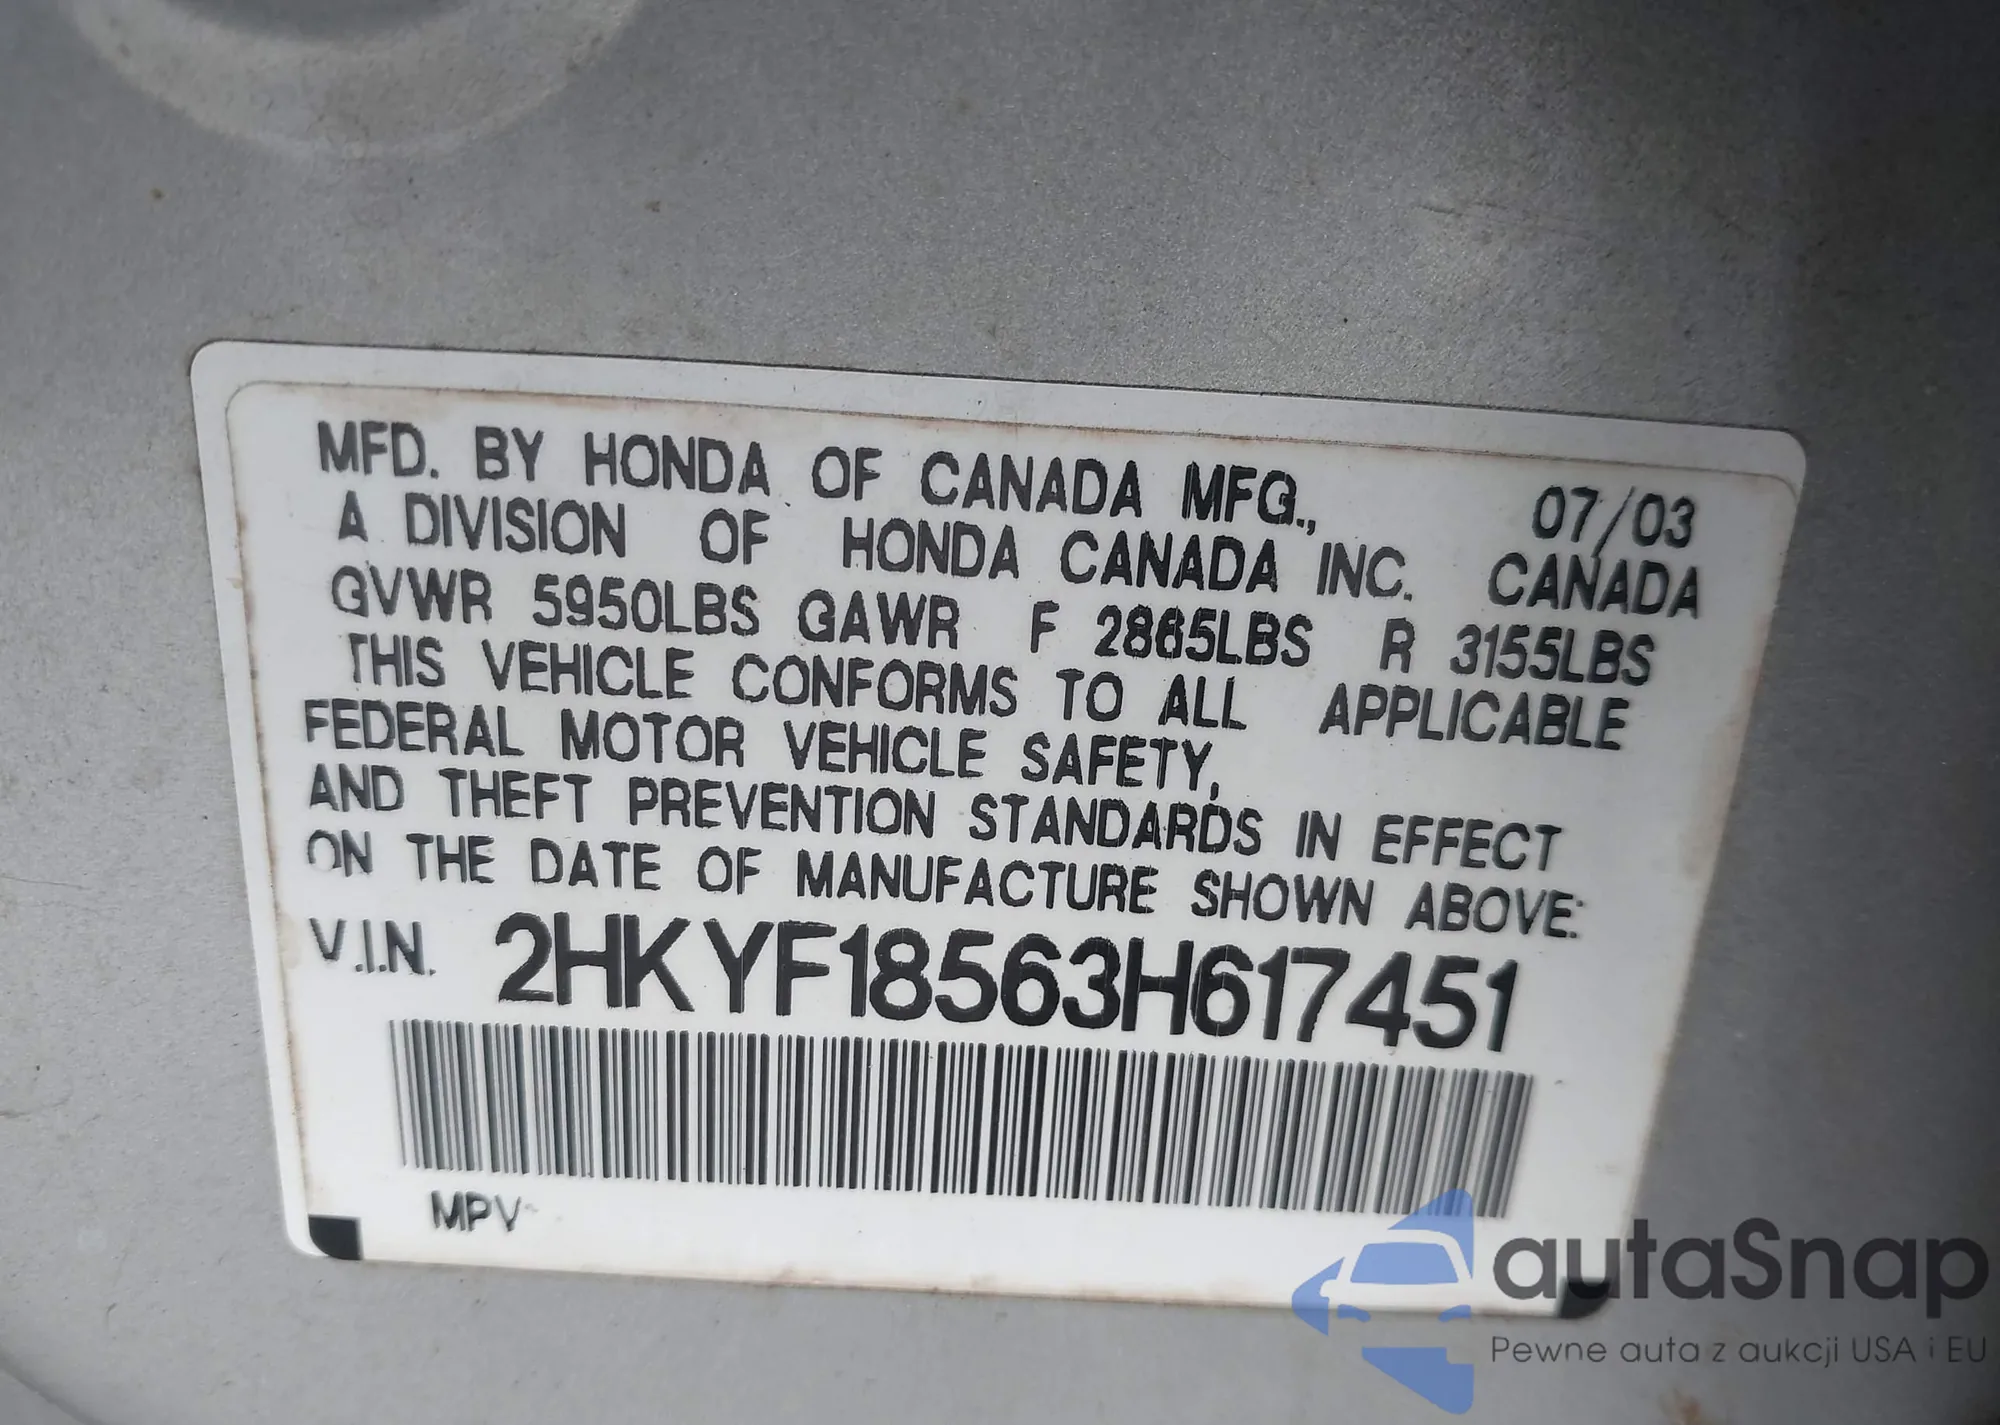 MFD. BY HONDA OF CANADA MFG., 07/03
A DIVISION OF HONDA CANADA INC. CANADA
GVWR 5950LBS GAWR F 2865LBS R 3155LBS
THIS VEHICLE CONFORMS TO ALL APPLICABLE
FEDERAL MOTOR VEHICLE SAFETY,
AND THEFT PREVENTION STANDARDS IN EFFECT
ON THE DATE OF MANUFACTURE SHOWN ABOVE:
V.I.N. 2HKYF18563H617451
MPV
autaSnap
Pewne auta z aukcji USA i EU